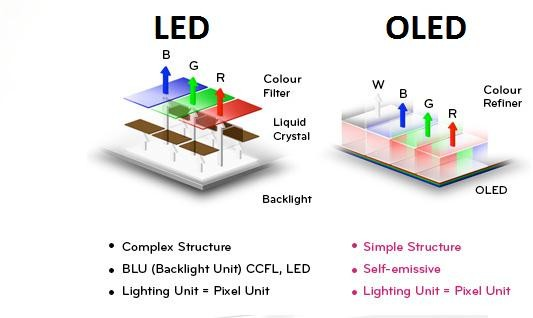 LED
OLED
B
G
R
Colour
Filter
Liquid
Crystal
Backlight
W
B
G
R
Colour
Refiner
OLED
• Complex Structure
• BLU (Backlight Unit) CCFL, LED
• Lighting Unit = Pixel Unit
• Simple Structure
• Self-emissive
• Lighting Unit = Pixel Unit